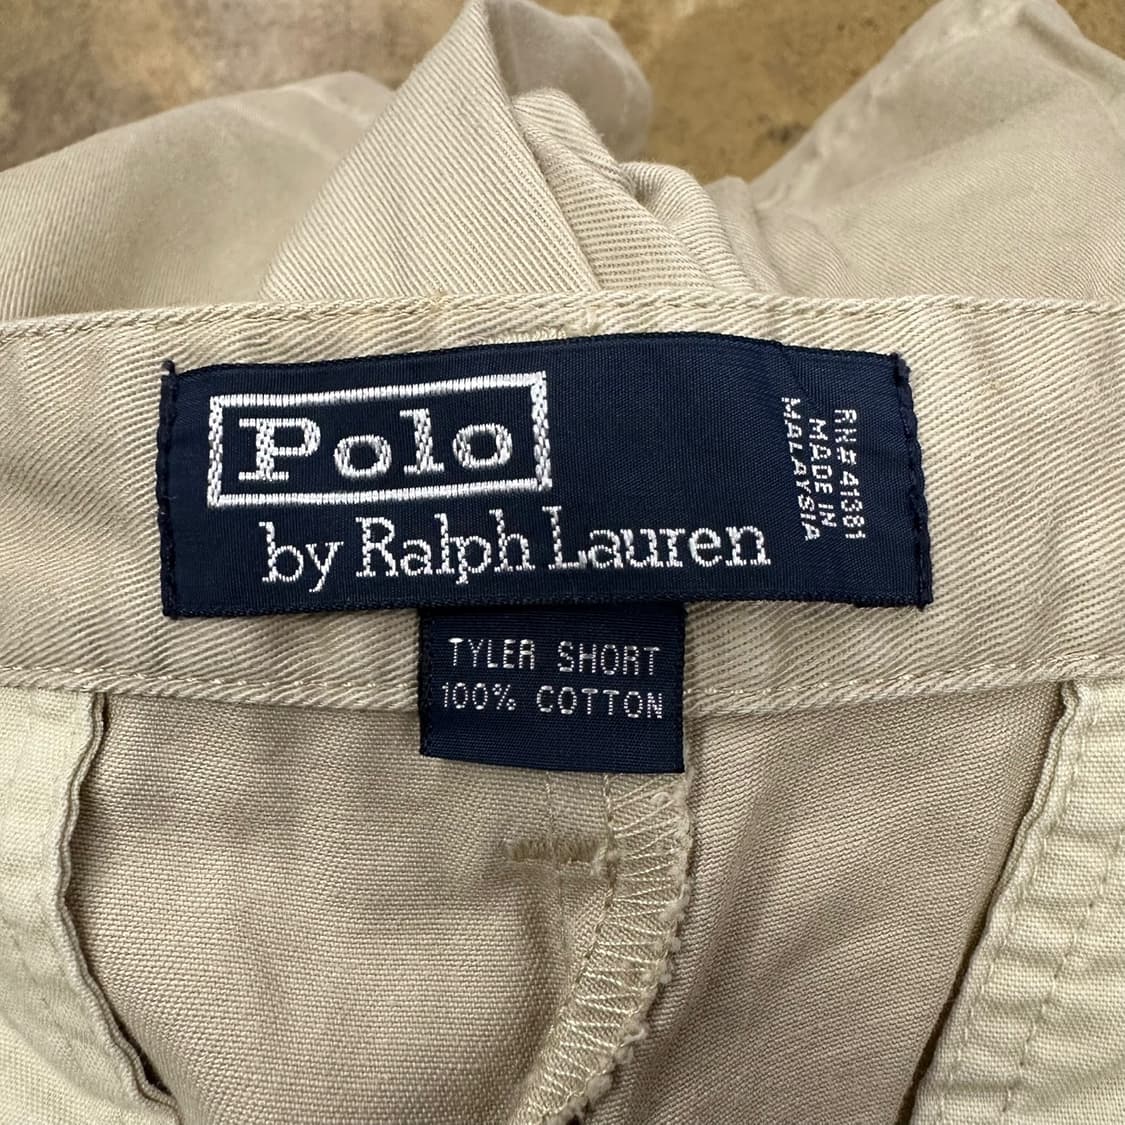 Polo
by Ralph Lauren
RN# 41381
MADE IN
MALAYSIA
TYLER SHORT
100% COTTON